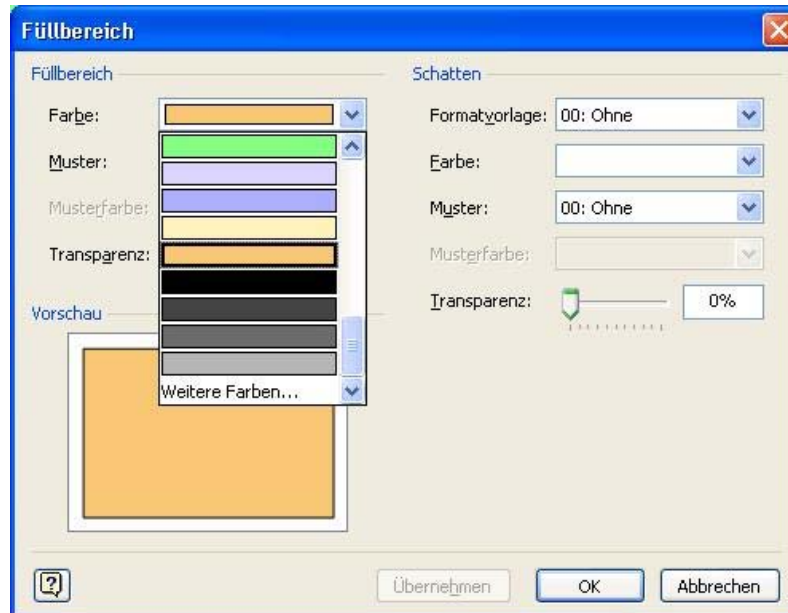 Füllbereich
Füllbereich
Farbe:
Muster:
Musterfarbe:
Transparenz:
Weitere Farben...
Vorschau
Schatten
Formatvorlage: 00: Ohne
Farbe:
Muster: 00: Ohne
Musterfarbe:
Transparenz: 0%
?
Übernehmen OK Abbrechen